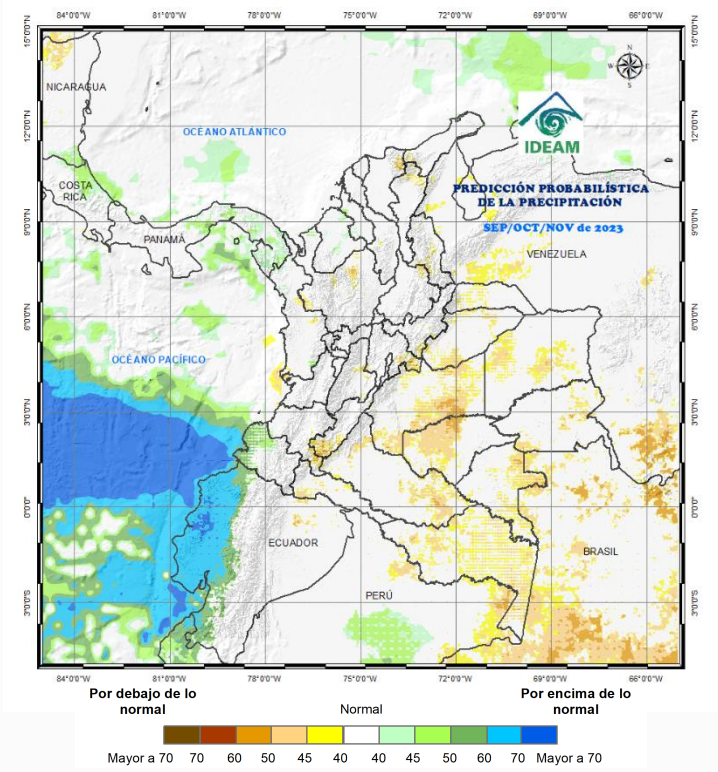 84°0'0"W 81°0'0"W 78°0'0"W 75°0'0"W 72°0'0"W 69°0'0"W 66°0'0"W
15°0'0"N 15°0'0"N
N
W E
S
NICARAGUA
12°0'0"N 12°0'0"N
OCÉANO ATLÁNTICO
IDEAM
COSTA
RICA
PREDICCIÓN PROBABILÍSTICA
DE LA PRECIPITACIÓN
9°0'0"N 9°0'0"N
SEP/OCT/NOV de 2023
PANAMÁ
VENEZUELA
6°0'0"N 6°0'0"N
OCÉANO PACÍFICO
3°0'0"N 3°0'0"N
0°0'0" 0°0'0"
ECUADOR
BRASIL
PERÚ
3°0'0"S 3°0'0"S
84°0'0"W 81°0'0"W 78°0'0"W 75°0'0"W 72°0'0"W 69°0'0"W 66°0'0"W
Por debajo de lo
normal
Normal
Por encima de lo
normal
Mayor a 70 70 60 50 45 40 40 45 50 60 70 Mayor a 70